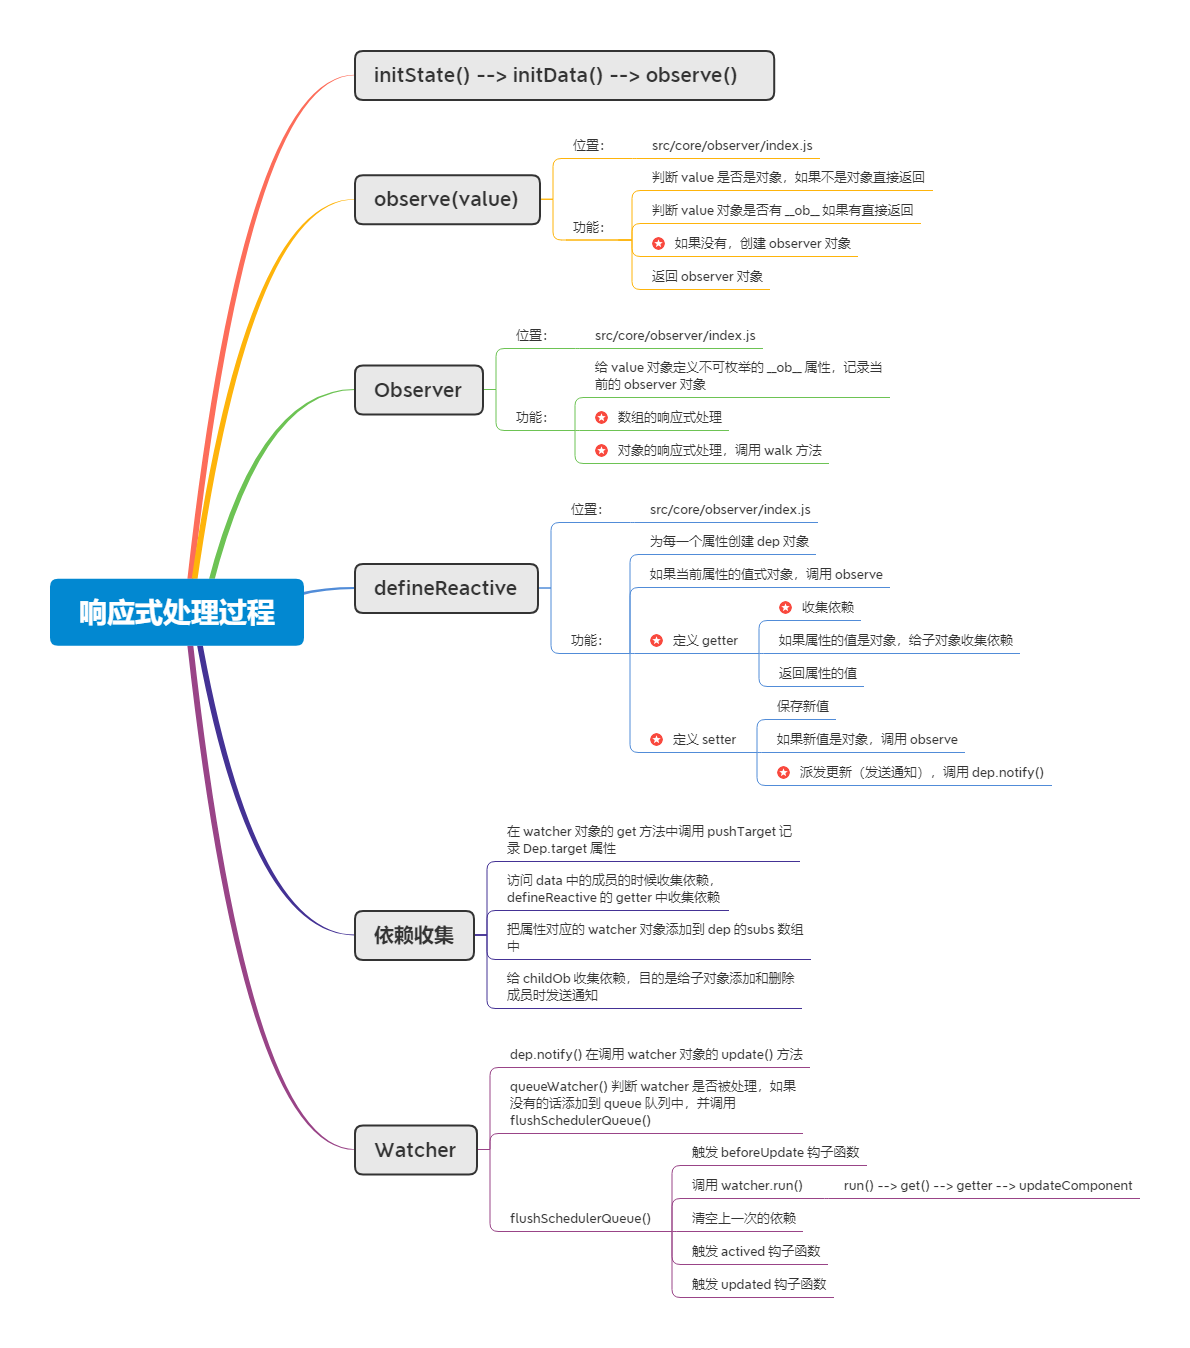 响应式处理过程
initState() --> initData() --> observe()
observe(value)
位置：
src/core/observer/index.js
功能：
判断 value 是否是对象，如果不是对象直接返回
判断 value 对象是否有 __ob__ 如果有直接返回
如果没有，创建 observer 对象
返回 observer 对象
Observer
位置：
src/core/observer/index.js
功能：
给 value 对象定义不可枚举的 __ob__ 属性，记录当
前的 observer 对象
数组的响应式处理
对象的响应式处理，调用 walk 方法
defineReactive
位置：
src/core/observer/index.js
功能：
为每一个属性创建 dep 对象
如果当前属性的值式对象，调用 observe
定义 getter
收集依赖
如果属性的值是对象，给子对象收集依赖
返回属性的值
定义 setter
保存新值
如果新值是对象，调用 observe
派发更新（发送通知），调用 dep.notify()
依赖收集
在 watcher 对象的 get 方法中调用 pushTarget 记
录 Dep.target 属性
访问 data 中的成员的时候收集依赖，
defineReactive 的 getter 中收集依赖
把属性对应的 watcher 对象添加到 dep 的subs 数组
中
给 childOb 收集依赖，目的是给子对象添加和删除
成员时发送通知
Watcher
dep.notify() 在调用 watcher 对象的 update() 方法
queueWatcher() 判断 watcher 是否被处理，如果
没有的话添加到 queue 队列中，并调用
flushSchedulerQueue()
flushSchedulerQueue()
触发 beforeUpdate 钩子函数
调用 watcher.run()
run() --> get() --> getter --> updateComponent
清空上一次的依赖
触发 actived 钩子函数
触发 updated 钩子函数